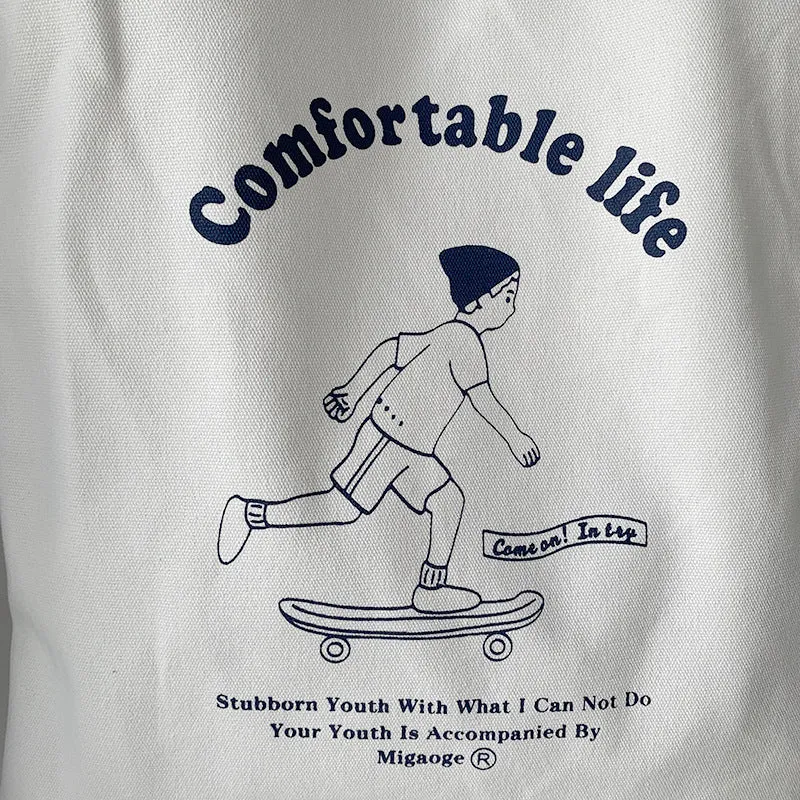 Comfortable life
Come on! In try
Stubborn Youth With What I Can Not Do
Your Youth Is Accompanied By
Migaoge ®